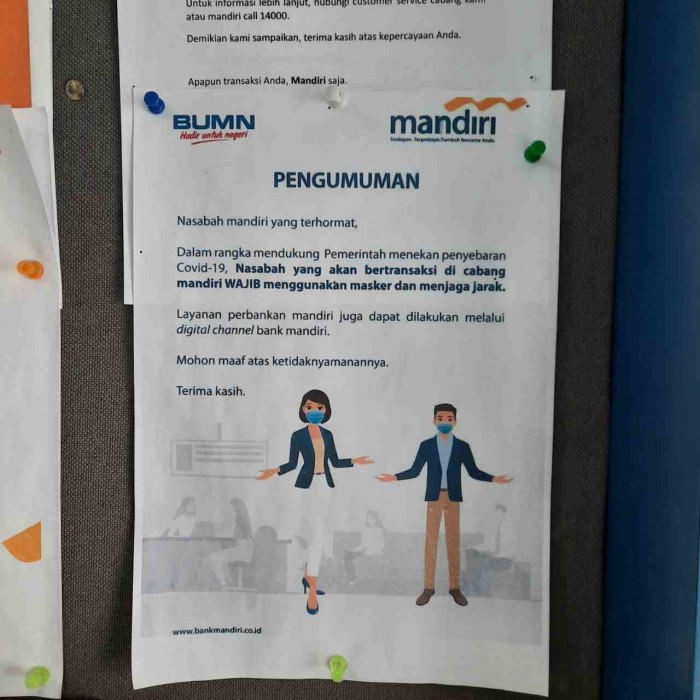 Untuk informasi lebih lanjut, hubungi customer service cabang kami
atau mandiri call 14000.
Demikian kami sampaikan, terima kasih atas kepercayaan Anda.
Apapun transaksi Anda, Mandiri saja.
BUMN
Hadir untuk negeri
mandiri
Terdepan, Terpercaya. Tumbuh bersama Anda.
PENGUMUMAN
Nasabah mandiri yang terhormat,
Dalam rangka mendukung Pemerintah menekan penyebaran
Covid-19, Nasabah yang akan bertransaksi di cabang
mandiri WAJIB menggunakan masker dan menjaga jarak.
Layanan perbankan mandiri juga dapat dilakukan melalui
digital channel bank mandiri.
Mohon maaf atas ketidaknyamanannya.
Terima kasih.
www.bankmandiri.co.id